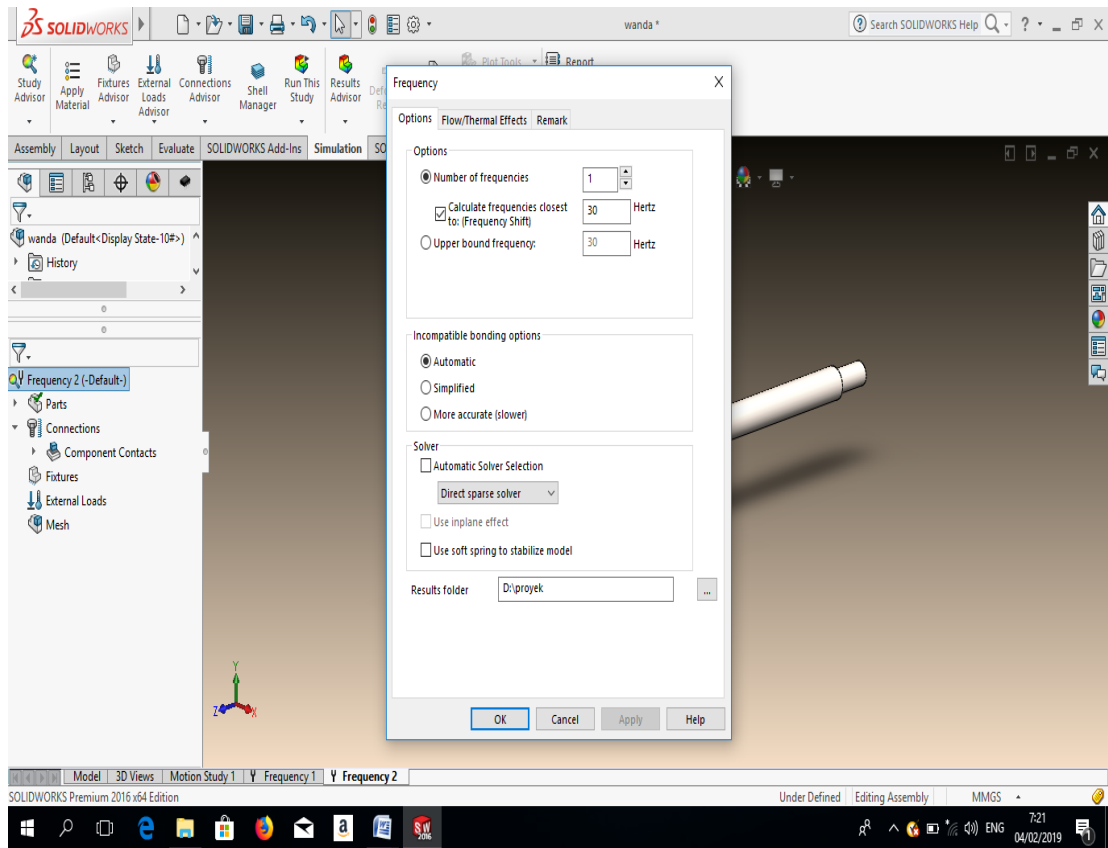 SOLIDWORKS
wanda *
Search SOLIDWORKS Help
?
Study Advisor
Apply Material
Fixtures Advisor
External Loads Advisor
Connections Advisor
Shell Manager
Run This Study
Results Advisor
Plot Tools
Report
Assembly
Layout
Sketch
Evaluate
SOLIDWORKS Add-Ins
Simulation
SO
wanda (Default<Display State-10#>)
History
Frequency 2 (-Default-)
Parts
Connections
Component Contacts
Fixtures
External Loads
Mesh
Frequency
X
Options
Flow/Thermal Effects
Remark
Options
Number of frequencies
1
Calculate frequencies closest
to: (Frequency Shift)
30
Hertz
Upper bound frequency:
30
Hertz
Incompatible bonding options
Automatic
Simplified
More accurate (slower)
Solver
Automatic Solver Selection
Direct sparse solver
Use inplane effect
Use soft spring to stabilize model
Results folder
D:\proyek
...
OK
Cancel
Apply
Help
Y
Z
X
Model
3D Views
Motion Study 1
Frequency 1
Frequency 2
SOLIDWORKS Premium 2016 x64 Edition
Under Defined
Editing Assembly
MMGS
a
SW
2016
ENG
7:21
04/02/2019
1